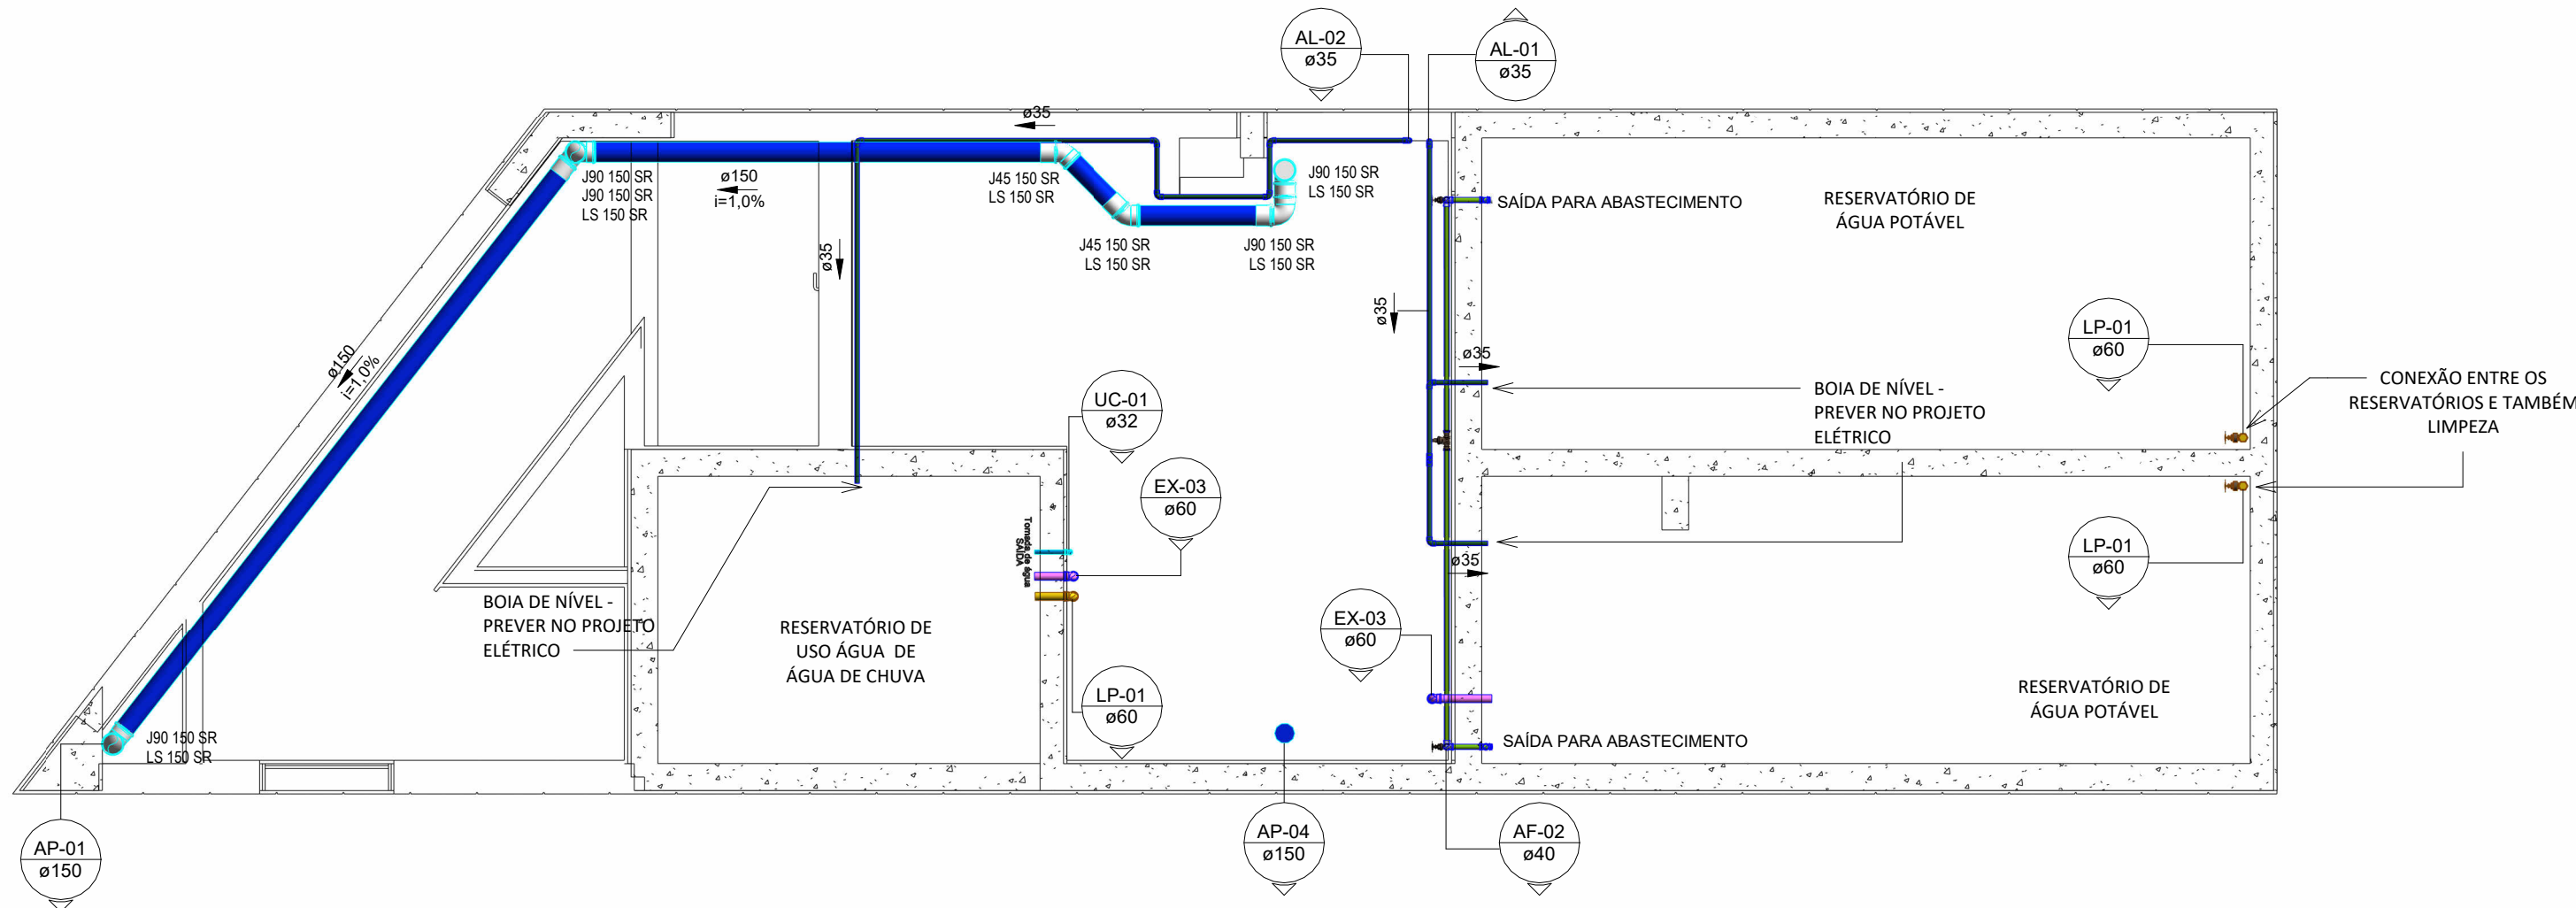 AL-02
ø35
AL-01
ø35
ø35
J90 150 SR
J90 150 SR
LS 150 SR
ø150
i=1,0%
J45 150 SR
LS 150 SR
J90 150 SR
LS 150 SR
J45 150 SR
LS 150 SR
J90 150 SR
LS 150 SR
SAÍDA PARA ABASTECIMENTO
RESERVATÓRIO DE
ÁGUA POTÁVEL
ø35
ø35
LP-01
ø60
ø150
i=1,0%
ø35
UC-01
ø32
BOIA DE NÍVEL -
PREVER NO PROJETO
ELÉTRICO
CONEXÃO ENTRE OS
RESERVATÓRIOS E TAMBÉM
LIMPEZA
EX-03
ø60
Tomada de água
SAÍDA
LP-01
ø60
ø35
BOIA DE NÍVEL -
PREVER NO PROJETO
ELÉTRICO
RESERVATÓRIO DE
USO ÁGUA DE
ÁGUA DE CHUVA
EX-03
ø60
LP-01
ø60
RESERVATÓRIO DE
ÁGUA POTÁVEL
J90 150 SR
LS 150 SR
SAÍDA PARA ABASTECIMENTO
AP-01
ø150
AP-04
ø150
AF-02
ø40